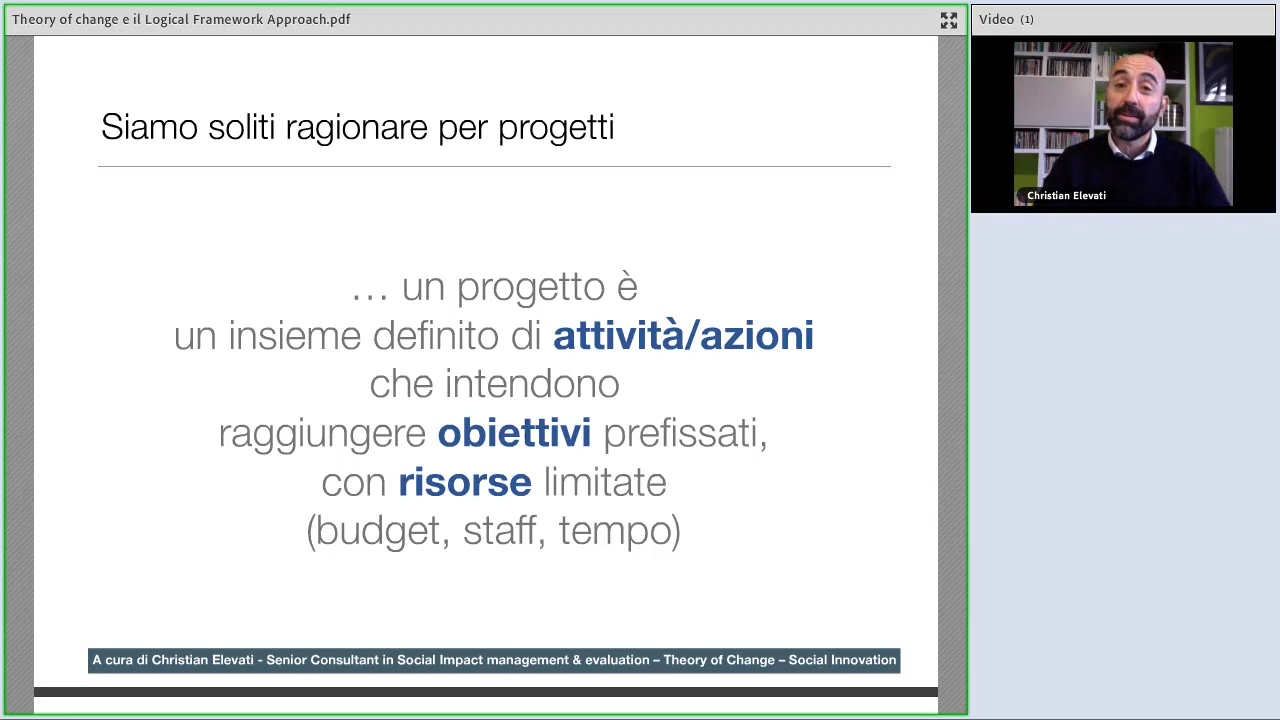 Theory of change e il Logical Framework Approach.pdf
Video (1)
Siamo soliti ragionare per progetti
… un progetto è
un insieme definito di attività/azioni
che intendono
raggiungere obiettivi prefissati,
con risorse limitate
(budget, staff, tempo)
A cura di Christian Elevati - Senior Consultant in Social Impact management & evaluation – Theory of Change – Social Innovation
Christian Elevati